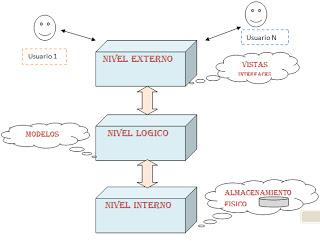 Usuario 1
Usuario N
NIVEL EXTERNO
VISTAS
INTERFACES
MODELOS
NIVEL LOGICO
NIVEL INTERNO
ALMACENAMIENTO
FISICO